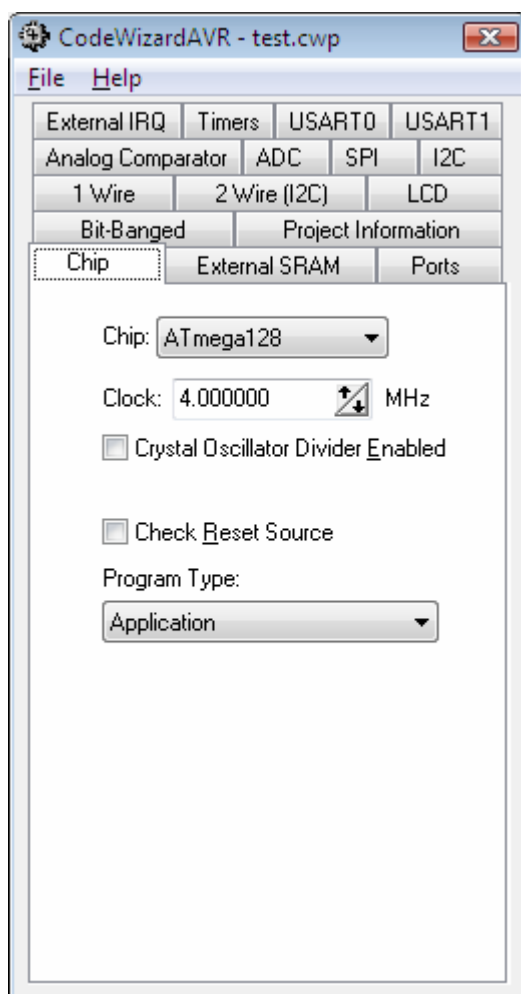 CodeWizardAVR - test.cwp
File Help
External IRQ Timers USART0 USART1
Analog Comparator ADC SPI I2C
1 Wire 2 Wire (I2C) LCD
Bit-Banged Project Information
Chip External SRAM Ports
Chip: ATmega128
Clock: 4.000000 MHz
Crystal Oscillator Divider Enabled
Check Reset Source
Program Type:
Application